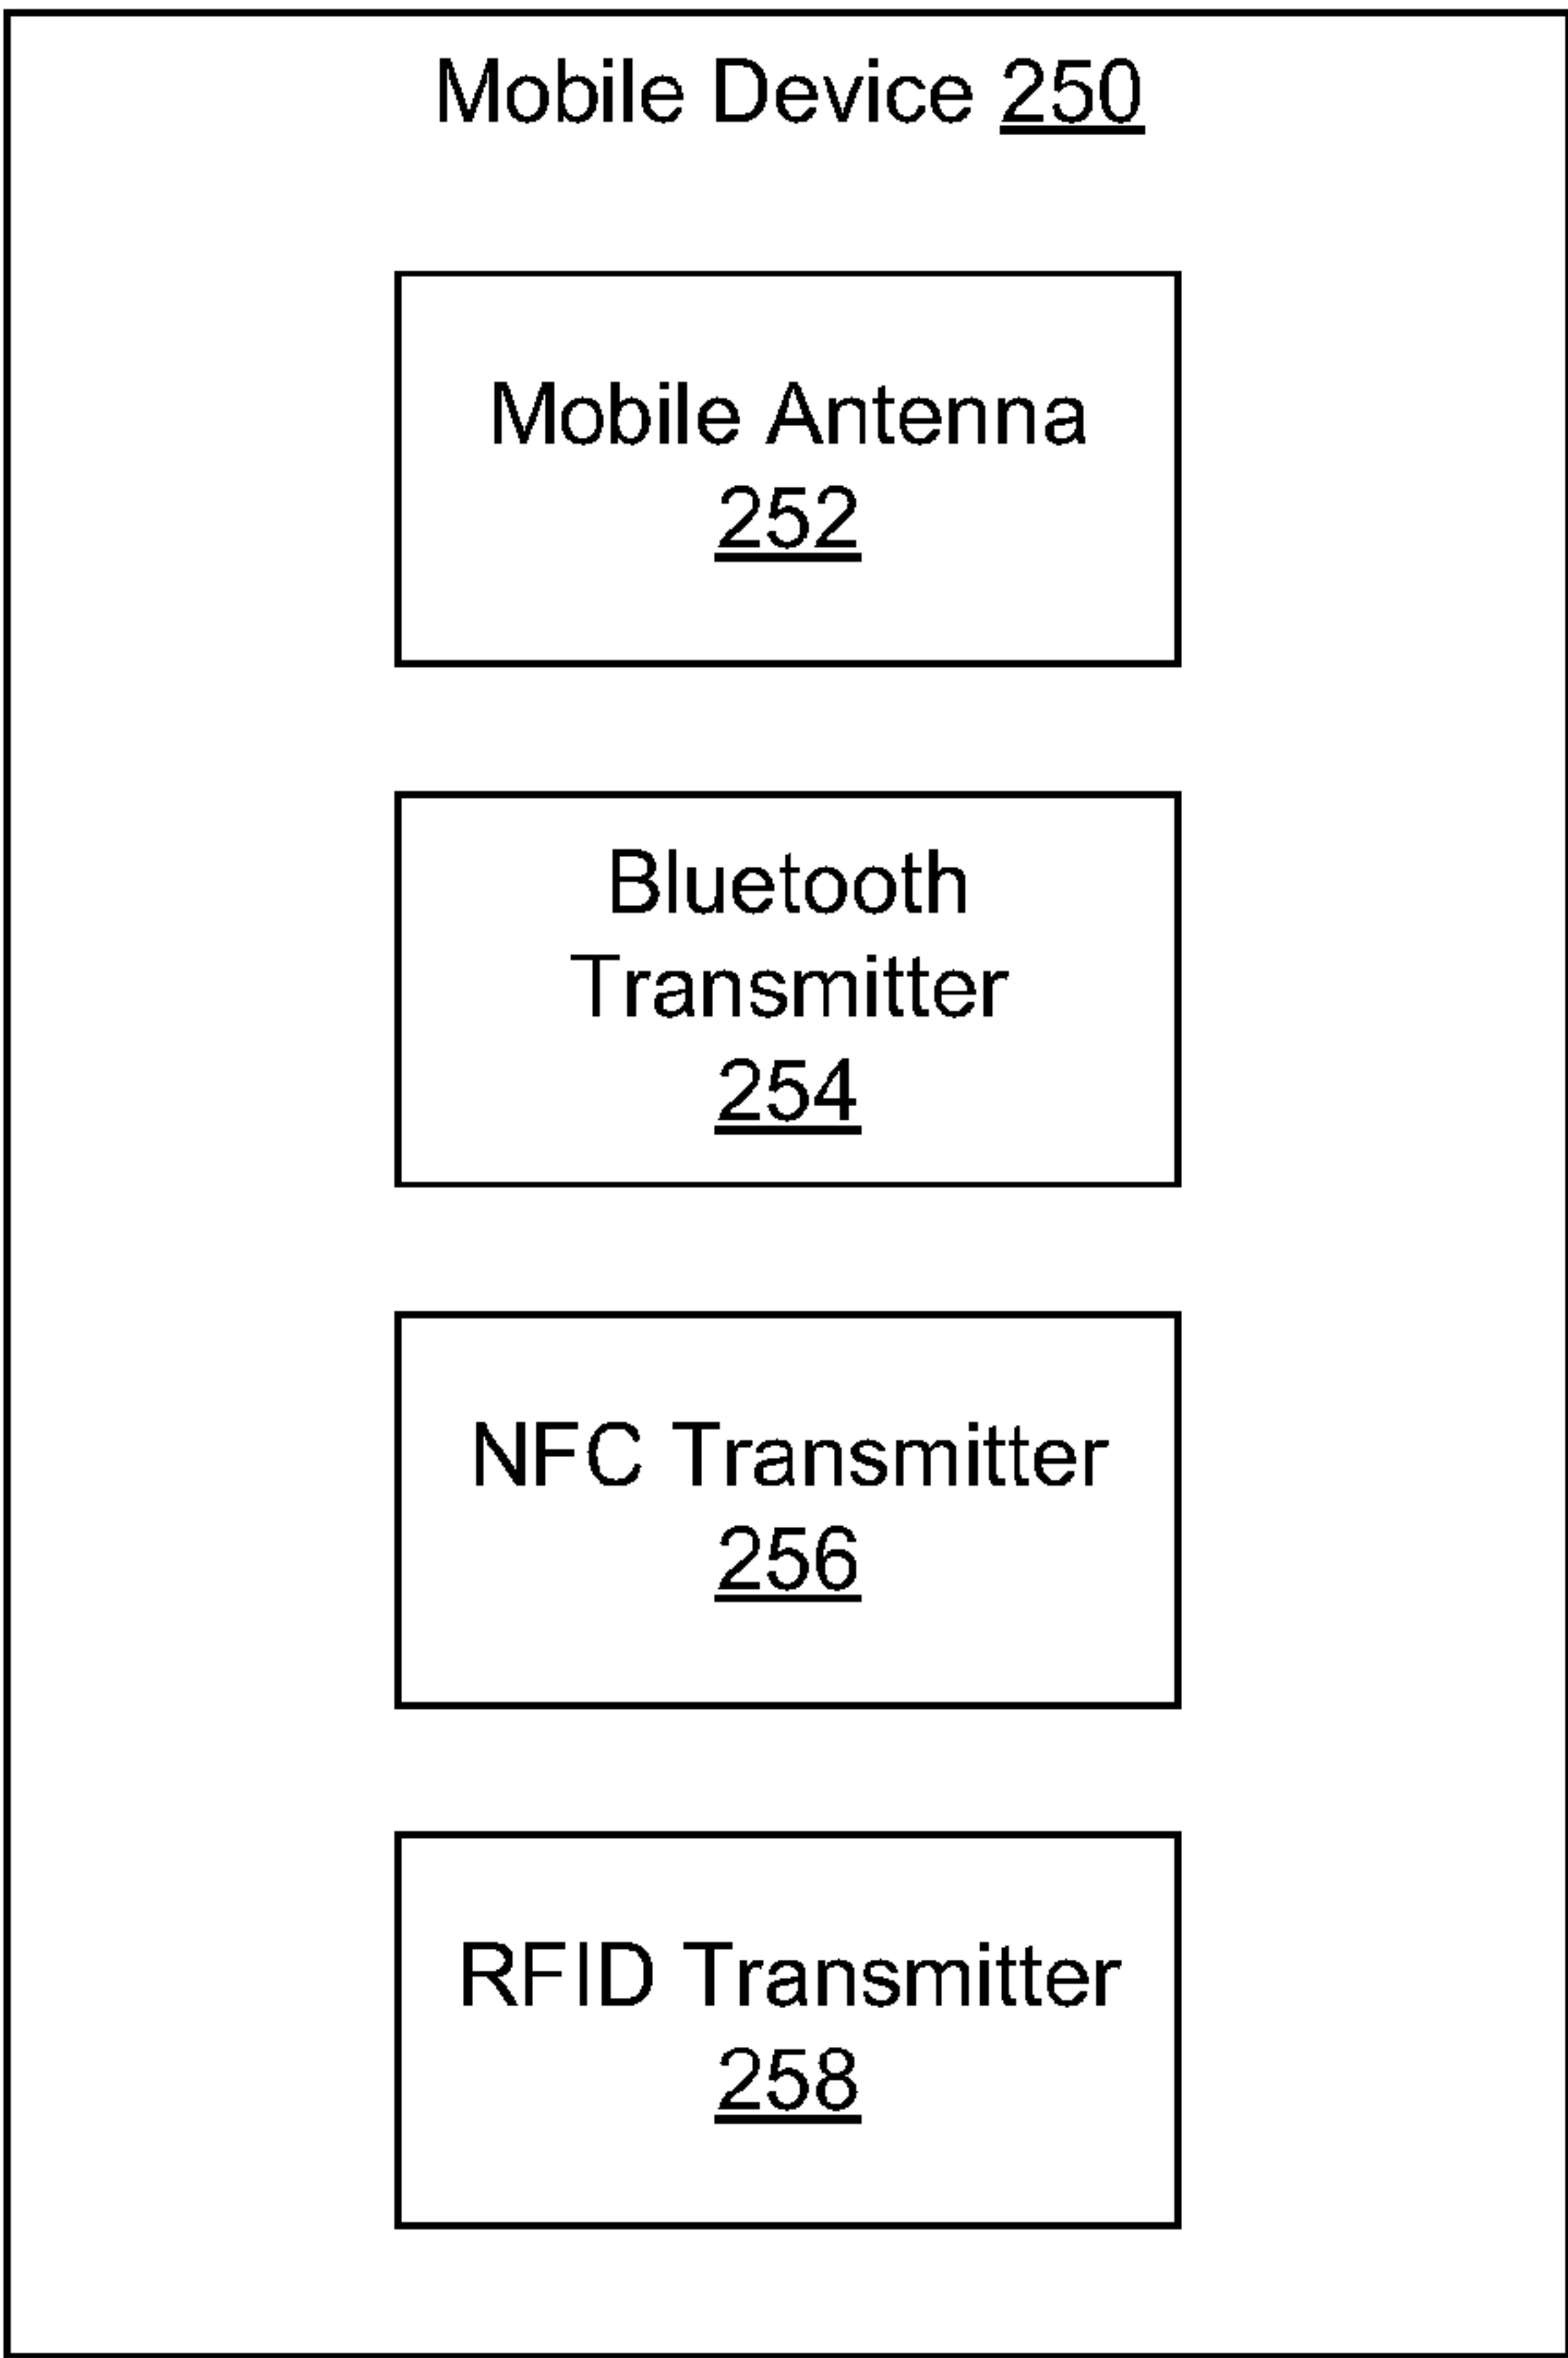 Mobile Device 250
Mobile Antenna
252
Bluetooth
Transmitter
254
NFC Transmitter
256
RFID Transmitter
258